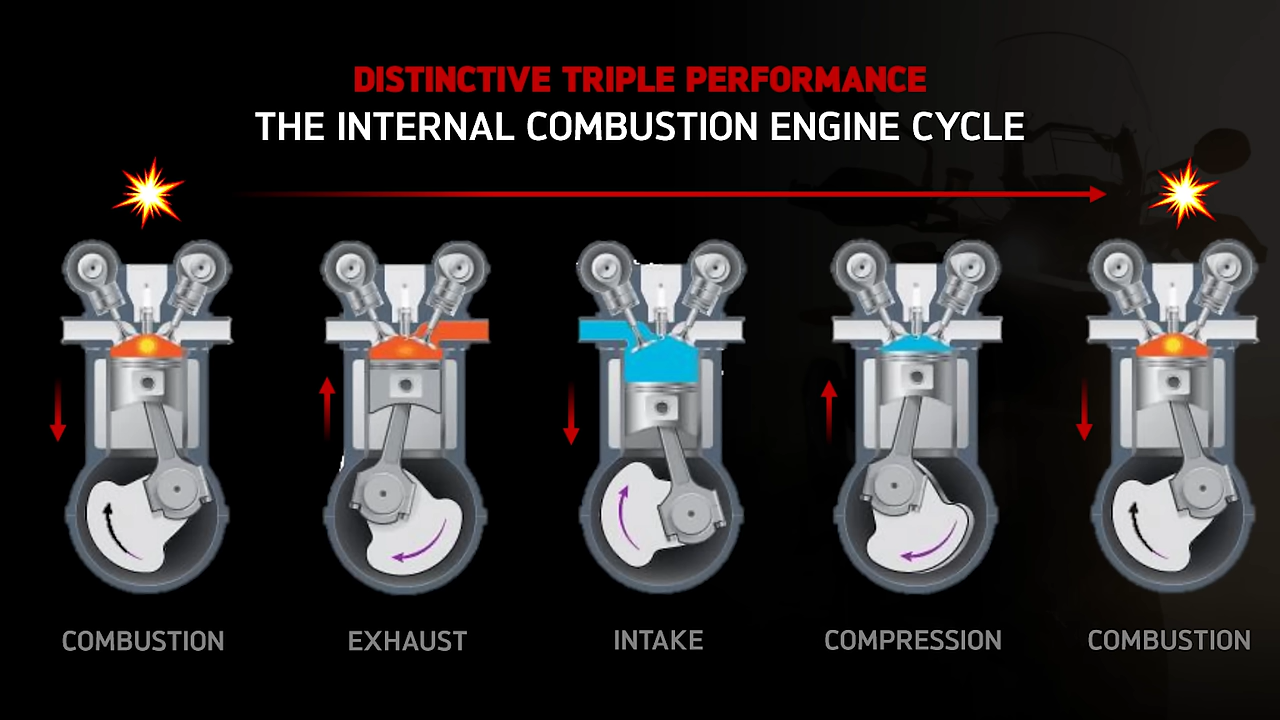 DISTINCTIVE TRIPLE PERFORMANCE
THE INTERNAL COMBUSTION ENGINE CYCLE
COMBUSTION
EXHAUST
INTAKE
COMPRESSION
COMBUSTION